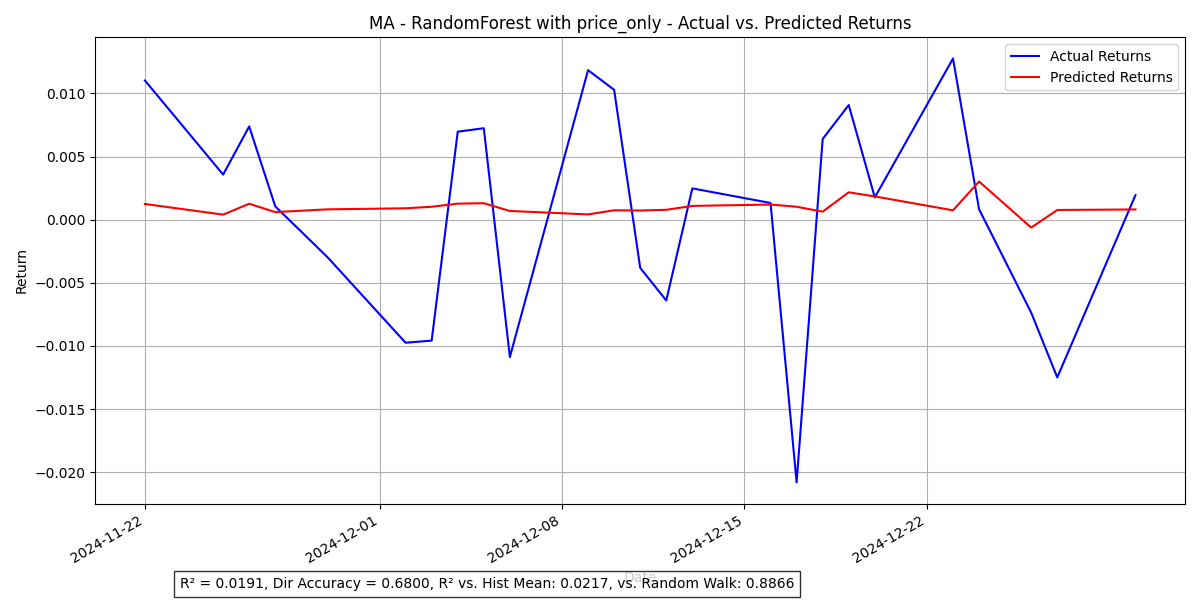 MA - RandomForest with price_only - Actual vs. Predicted Returns
Actual Returns
Predicted Returns
Return
0.010
0.005
0.000
−0.005
−0.010
−0.015
−0.020
2024-11-22
2024-12-01
2024-12-08
2024-12-15
2024-12-22
Date
R² = 0.0191, Dir Accuracy = 0.6800, R² vs. Hist Mean: 0.0217, vs. Random Walk: 0.8866